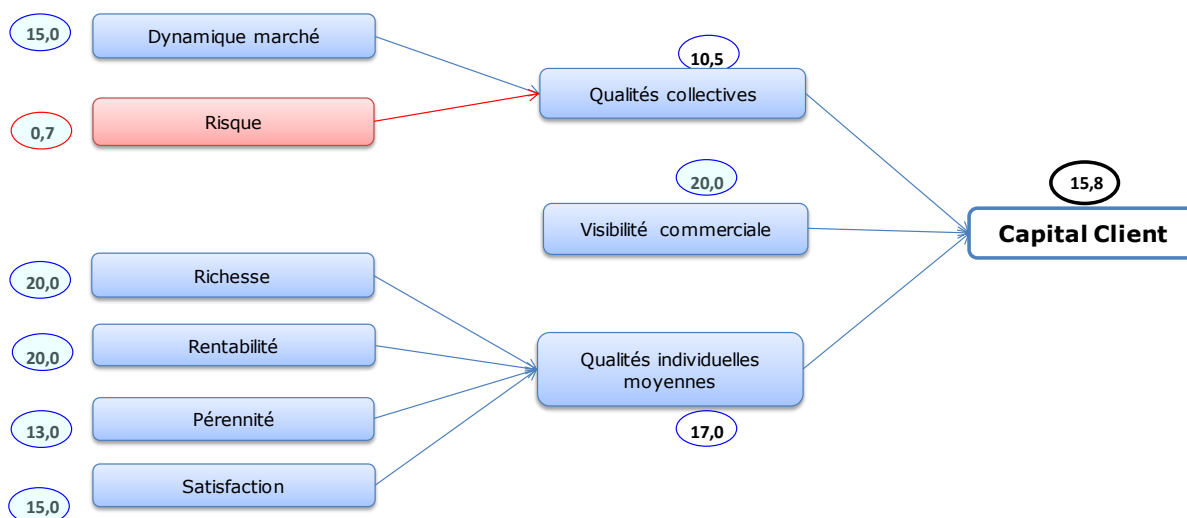 15,0
Dynamique marché
10,5
Qualités collectives
0,7
Risque
20,0
Visibilité commerciale
15,8
Capital Client
20,0
Richesse
20,0
Rentabilité
Qualités individuelles
moyennes
17,0
13,0
Pérennité
15,0
Satisfaction